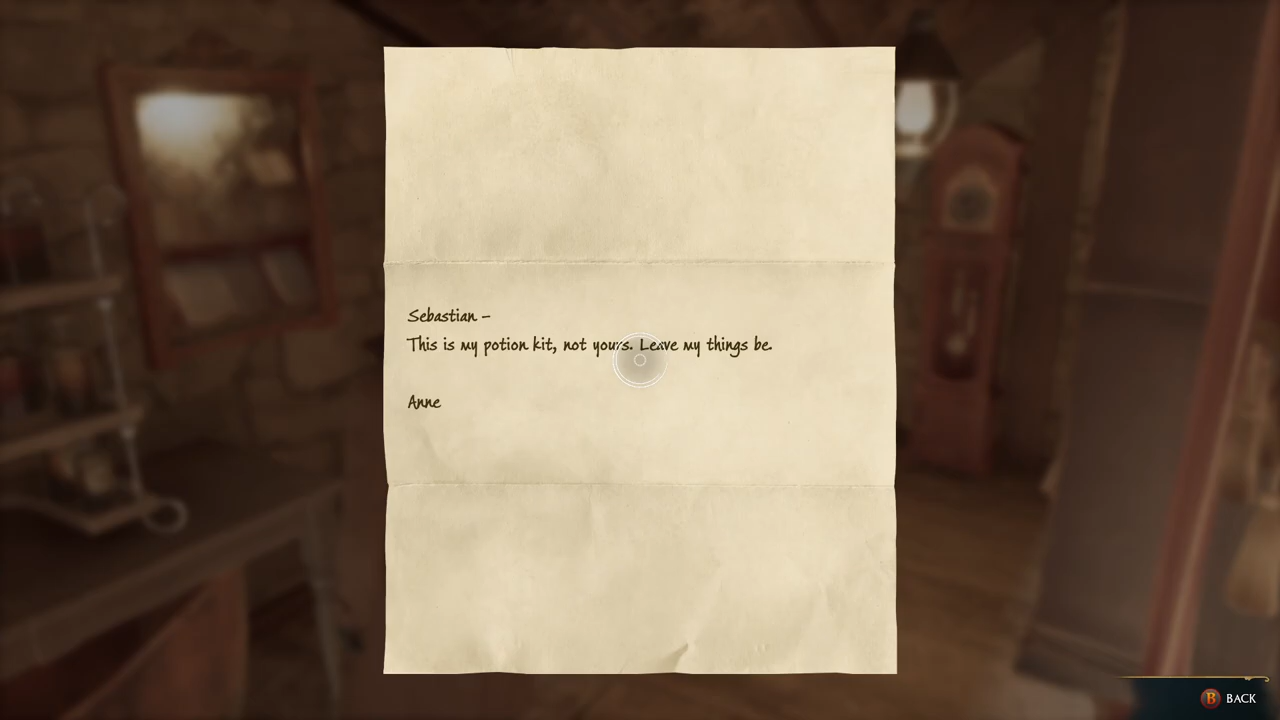 Sebastian –
This is my potion kit, not yours. Leave my things be.
Anne
B BACK